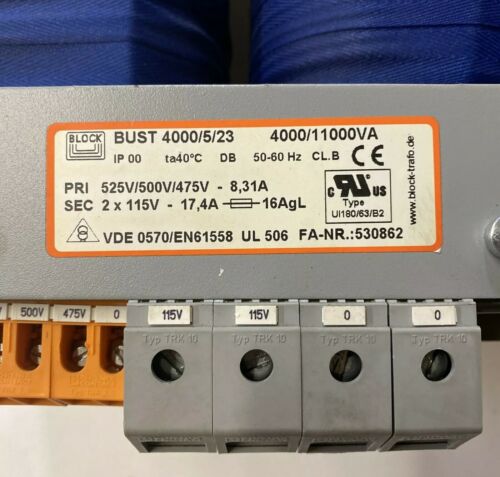 BLOCK
BUST 4000/5/23 4000/11000VA
IP 00 ta40°C DB 50-60 Hz CL.B CE
PRI 525V/500V/475V - 8,31A
SEC 2 x 115V - 17,4A 16AgL
c RU US
Type
UI180/63/B2
www.block-trafo.de
VDE 0570/EN61558 UL 506 FA-NR.:530862
500V 475V 0 115V 115V 0 0
Typ TRK 10 Typ TRK 10 Typ TRK 10 Typ TRK 10